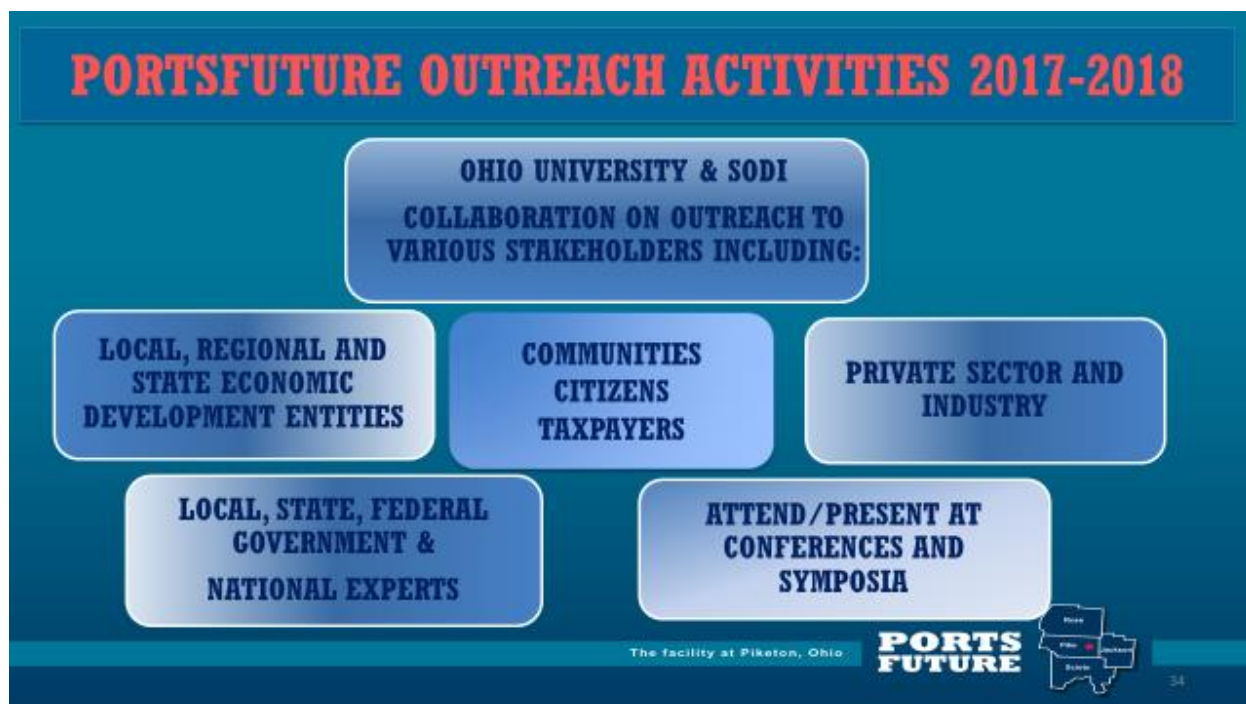 PORTSFUTURE OUTREACH ACTIVITIES 2017-2018
OHIO UNIVERSITY & SODI
COLLABORATION ON OUTREACH TO
VARIOUS STAKEHOLDERS INCLUDING:
LOCAL, REGIONAL AND
STATE ECONOMIC
DEVELOPMENT ENTITIES
COMMUNITIES
CITIZENS
TAXPAYERS
PRIVATE SECTOR AND
INDUSTRY
LOCAL, STATE, FEDERAL
GOVERNMENT &
NATIONAL EXPERTS
ATTEND/PRESENT AT
CONFERENCES AND
SYMPOSIA
The facility at Piketon, Ohio
PORTS
FUTURE
Ross
Pike
Jackson
Scioto
34